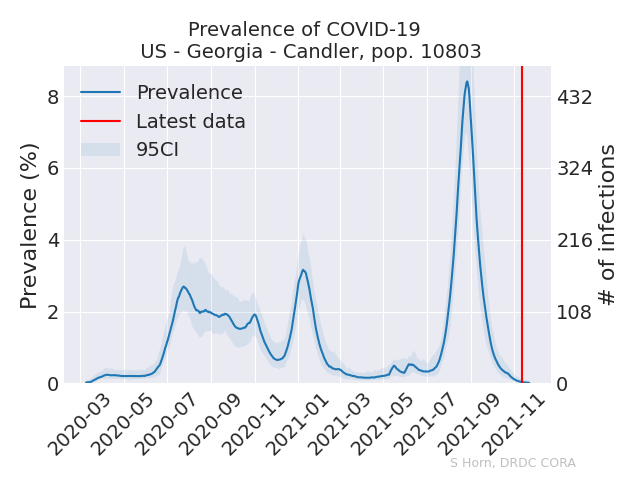 Prevalence of COVID-19
US - Georgia - Candler, pop. 10803
Prevalence
Latest data
95CI
Prevalence (%)
8
6
4
2
0
432
324
216
108
0
# of infections
2020-03
2020-05
2020-07
2020-09
2020-11
2021-01
2021-03
2021-05
2021-07
2021-09
2021-11
S Horn, DRDC CORA